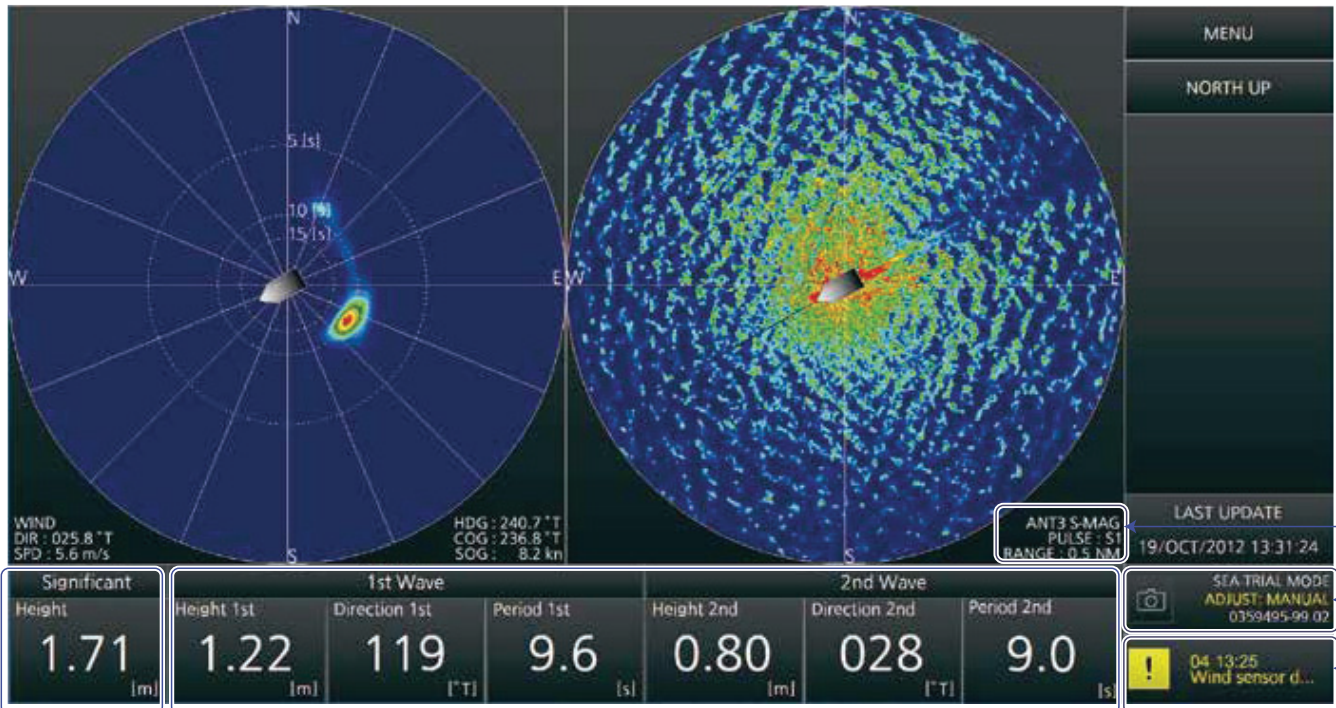 N
5 [s]
10 [s]
15 [s]
W
E
S
WIND
DIR : 025.8°T
SPD : 5.6 m/s
HDG : 240.7°T
COG : 236.8°T
SOG : 8.2 kn
N
W
E
S
ANT3 S-MAG
PULSE : S1
RANGE : 0.5 NM
MENU
NORTH UP
LAST UPDATE
19/OCT/2012 13:31:24
SEA TRIAL MODE
ADJUST: MANUAL
0359495-99.02
! 04 13:25
Wind sensor d...
Significant
Height
1.71
[m]
1st Wave
Height 1st
1.22
[m]
Direction 1st
119
[°T]
Period 1st
9.6
[s]
2nd Wave
Height 2nd
0.80
[m]
Direction 2nd
028
[°T]
Period 2nd
9.0
[s]